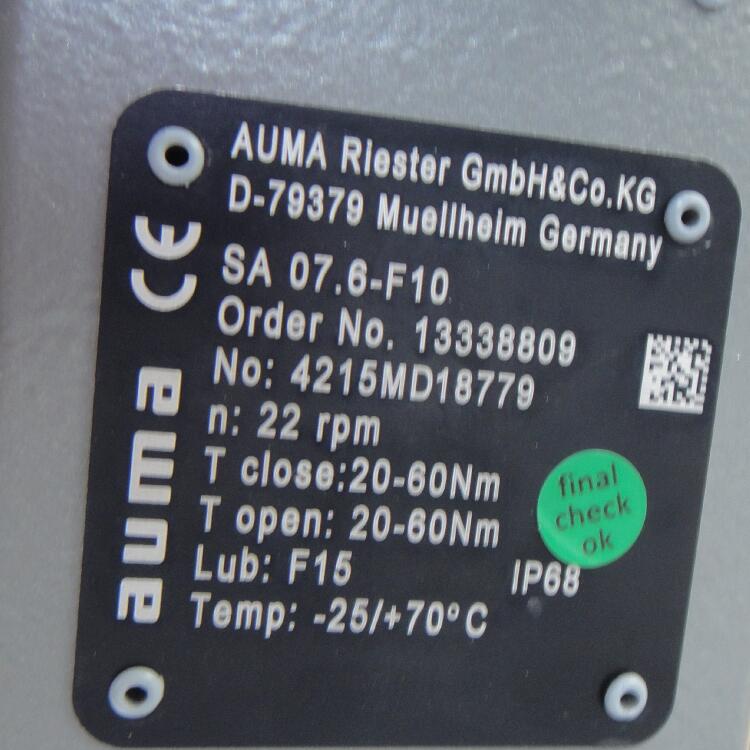 AUMA Riester GmbH&Co.KG
D-79379 Muellheim Germany
CE
auma
SA 07.6-F10
Order No. 13338809
No: 4215MD18779
n: 22 rpm
T close:20-60Nm
T open: 20-60Nm
Lub: F15
IP68
Temp: -25/+70°C
final
check
ok